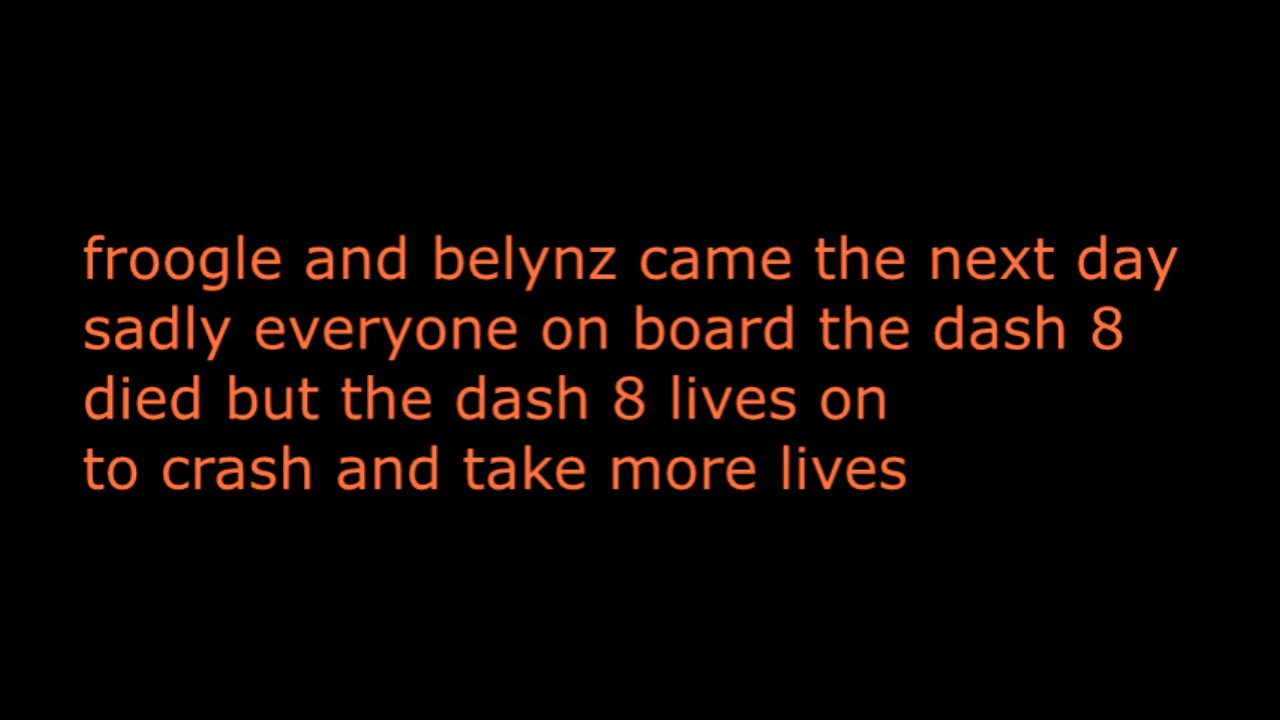 froogle and belynz came the next day
sadly everyone on board the dash 8
died but the dash 8 lives on
to crash and take more lives